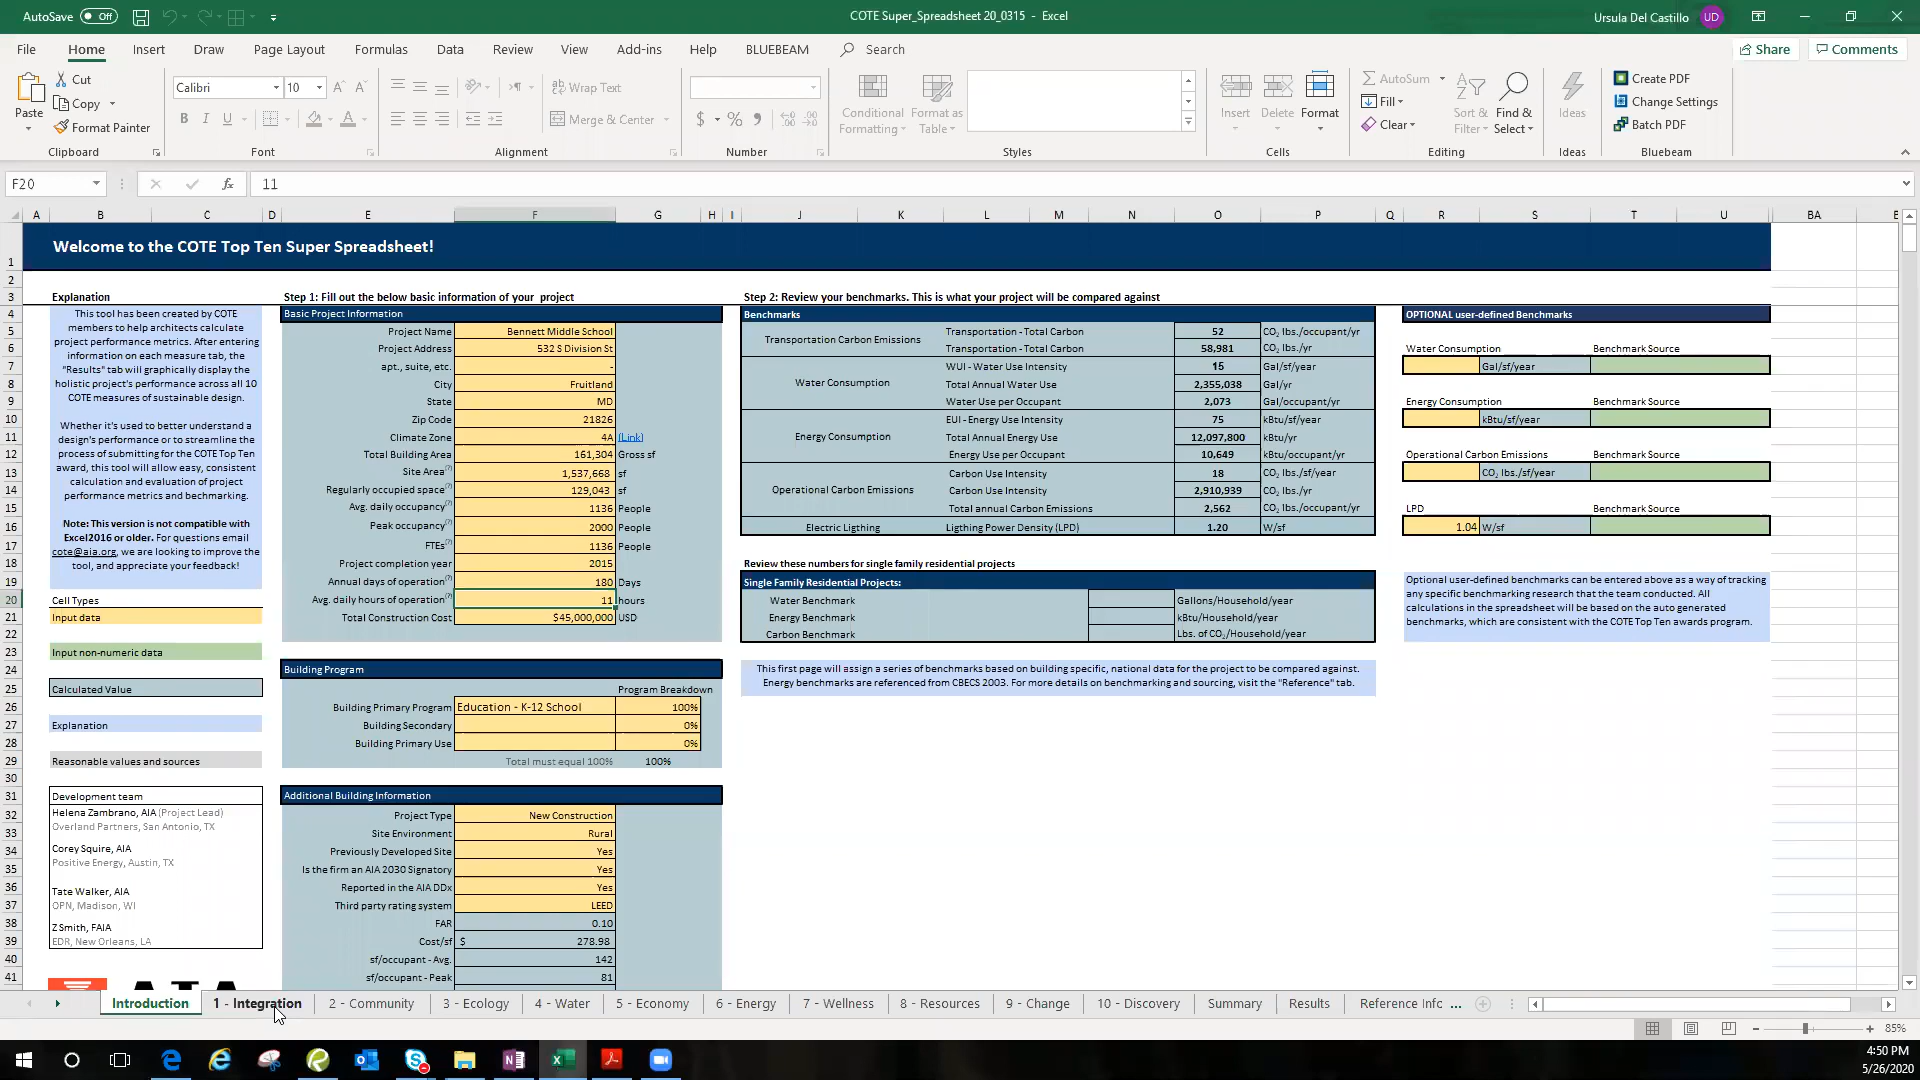 AutoSave Off
COTE Super_Spreadsheet 20_0315 - Excel
Ursula Del Castillo UD
File Home Insert Draw Page Layout Formulas Data Review View Add-ins Help BLUEBEAM Search Share Comments
Paste Cut Copy Format Painter Clipboard
Calibri 10 B I U Font
Wrap Text Merge & Center Alignment
$ % Number
Conditional Formatting Format as Table Styles
Insert Delete Format Cells
AutoSum Fill Clear Sort & Filter Find & Select Editing
Ideas Ideas
Create PDF Change Settings Batch PDF Bluebeam
F20 fx 11
A B C D E F G H I J K L M N O P Q R S T U BA
Welcome to the COTE Top Ten Super Spreadsheet!
Explanation
This tool has been created by COTE
members to help architects calculate
project performance metrics. After entering
information on each measure tab, the
"Results" tab will graphically display the
holistic project's performance across all 10
COTE measures of sustainable design.
Whether it's used to better understand a
design's performance or to streamline the
process of submitting for the COTE Top Ten
award, this tool will allow easy, consistent
calculation and evaluation of project
performance metrics and bechmarking.
Note: This version is not compatible with
Excel2016 or older. For questions email
cote@aia.org, we are looking to improve the
tool, and appreciate your feedback!
Cell Types
Input data
Input non-numeric data
Calculated Value
Explanation
Reasonable values and sources
Development team
Helena Zambrano, AIA (Project Lead)
Overland Partners, San Antonio, TX
Corey Squire, AIA
Positive Energy, Austin, TX
Tate Walker, AIA
OPN, Madison, WI
Z Smith, FAIA
EDR, New Orleans, LA
AIA
Step 1: Fill out the below basic information of your project
Basic Project Information
Project Name Bennett Middle School
Project Address 532 S Division St
apt., suite, etc. -
City Fruitland
State MD
Zip Code 21826
Climate Zone 4A (Link)
Total Building Area 161,304 Gross sf
Site Area(?) 1,537,668 sf
Regularly occupied space(?) 129,043 sf
Avg. daily occupancy(?) 1136 People
Peak occupancy(?) 2000 People
FTEs(?) 1136 People
Project completion year 2015
Annual days of operation(?) 180 Days
Avg. daily hours of operation(?) 11 hours
Total Construction Cost $45,000,000 USD
Building Program
Program Breakdown
Building Primary Program Education - K-12 School 100%
Building Secondary 0%
Building Primary Use 0%
Total must equal 100% 100%
Additional Building Information
Project Type New Construction
Site Environment Rural
Previously Developed Site Yes
Is the firm an AIA 2030 Signatory Yes
Reported in the AIA DDx Yes
Third party rating system LEED
FAR 0.10
Cost/sf $ 278.98
sf/occupant - Avg. 142
sf/occupant - Peak 81
Step 2: Review your benchmarks. This is what your project will be compared against
Benchmarks
Transportation Carbon Emissions
Transportation - Total Carbon 52 CO2 lbs./occupant/yr
Transportation - Total Carbon 58,981 CO2 lbs./yr
Water Consumption
WUI - Water Use Intensity 15 Gal/sf/year
Total Annual Water Use 2,355,038 Gal/yr
Water Use per Occupant 2,073 Gal/occupant/yr
Energy Consumption
EUI - Energy Use Intensity 75 kBtu/sf/year
Total Annual Energy Use 12,097,800 kBtu/yr
Energy Use per Occupant 10,649 kBtu/occupant/yr
Operational Carbon Emissions
Carbon Use Intensity 18 CO2 lbs./sf/year
Carbon Use Intensity 2,910,939 CO2 lbs./yr
Total annual Carbon Emissions 2,562 CO2 lbs./occupant/yr
Electric Ligthing Ligthing Power Density (LPD) 1.20 W/sf
Review these numbers for single family residential projects
Single Family Residential Projects:
Water Benchmark Gallons/Household/year
Energy Benchmark kBtu/Household/year
Carbon Benchmark Lbs. of CO2/Household/year
This first page will assign a series of benchmarks based on building specific, national data for the project to be compared against.
Energy benchmarks are referenced from CBECS 2003. For more details on benchmarking and sourcing, visit the "Reference" tab.
OPTIONAL user-defined Benchmarks
Water Consumption Benchmark Source
Gal/sf/year
Energy Consumption Benchmark Source
kBtu/sf/year
Operational Carbon Emissions Benchmark Source
CO2 lbs./sf/year
LPD Benchmark Source
1.04 W/sf
Optional user-defined benchmarks can be entered above as a way of tracking
any specific benchmarking research that the team conducted. All
calculations in the spreadsheet will be based on the auto generated
benchmarks, which are consistent with the COTE Top Ten awards program.
Introduction 1 - Integration 2 - Community 3 - Ecology 4 - Water 5 - Economy 6 - Energy 7 - Wellness 8 - Resources 9 - Change 10 - Discovery Summary Results Reference Info ...
85%
4:50 PM
5/26/2020